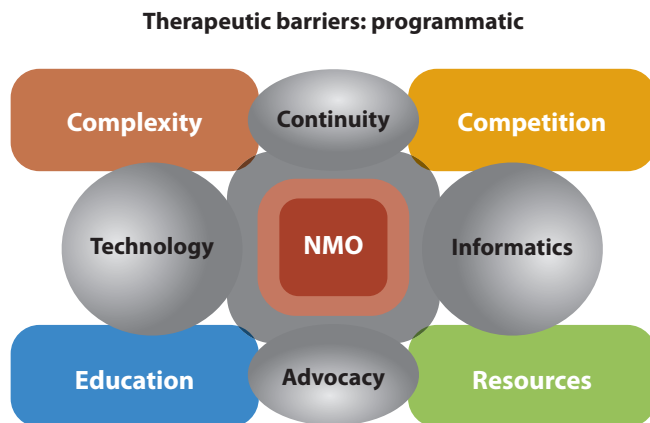 Therapeutic barriers: programmatic
Complexity
Continuity
Competition
Technology
NMO
Informatics
Education
Advocacy
Resources